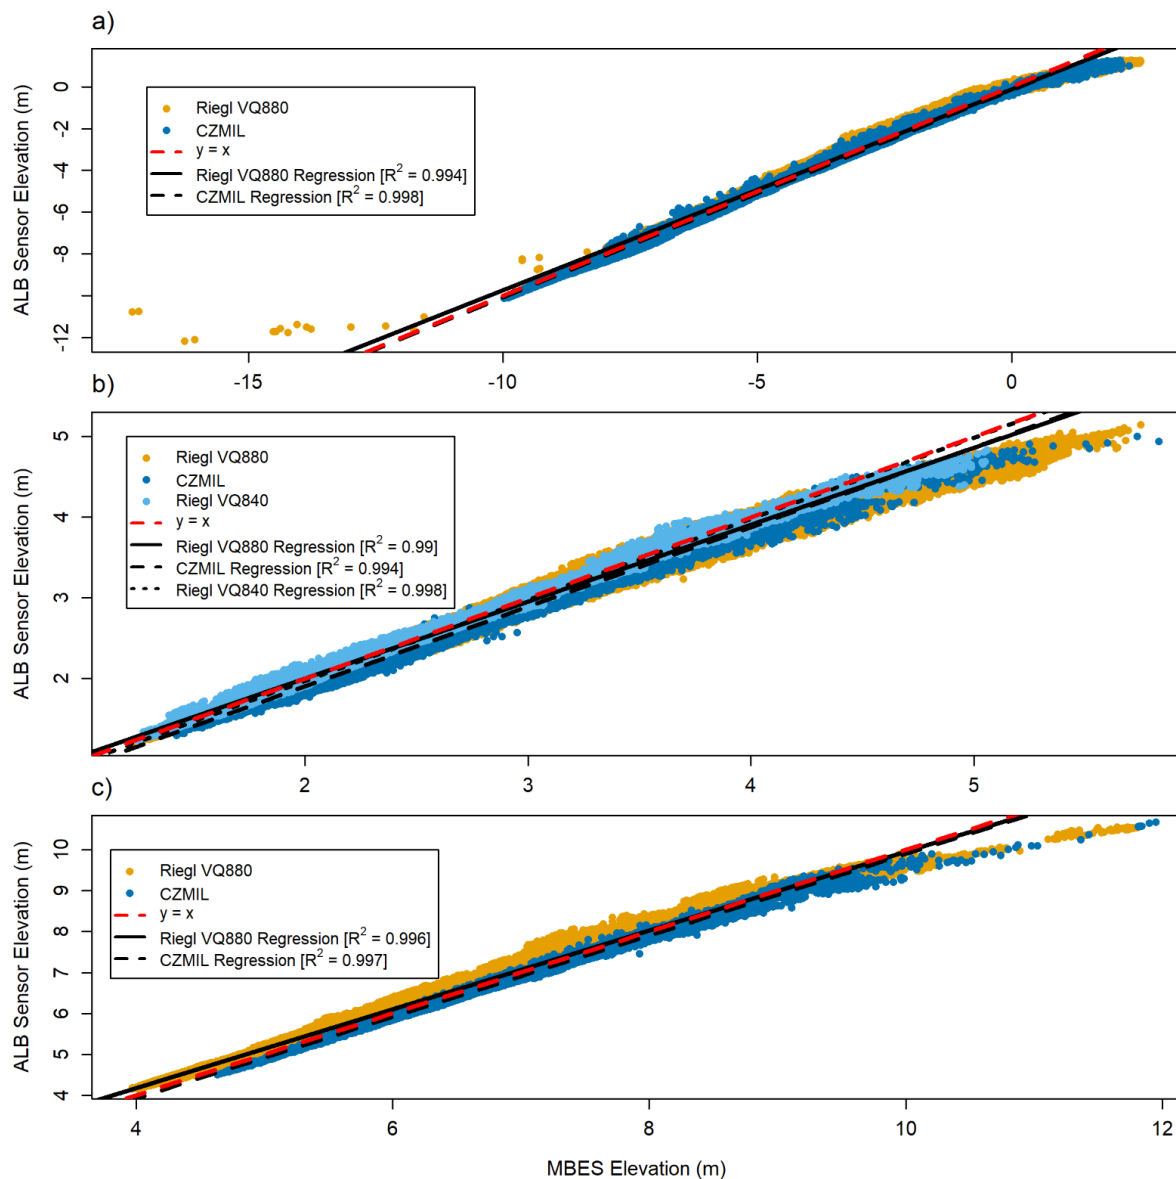 a)
ALB Sensor Elevation (m)
0
-2
-4
-6
-8
-10
-12
Riegl VQ880
CZMIL
y = x
Riegl VQ880 Regression [R² = 0.994]
CZMIL Regression [R² = 0.998]
-15
-10
-5
0
b)
ALB Sensor Elevation (m)
5
4
3
2
Riegl VQ880
CZMIL
Riegl VQ840
y = x
Riegl VQ880 Regression [R² = 0.99]
CZMIL Regression [R² = 0.994]
Riegl VQ840 Regression [R² = 0.998]
2
3
4
5
c)
ALB Sensor Elevation (m)
10
9
8
7
6
5
4
Riegl VQ880
CZMIL
y = x
Riegl VQ880 Regression [R² = 0.996]
CZMIL Regression [R² = 0.997]
4
6
8
10
12
MBES Elevation (m)